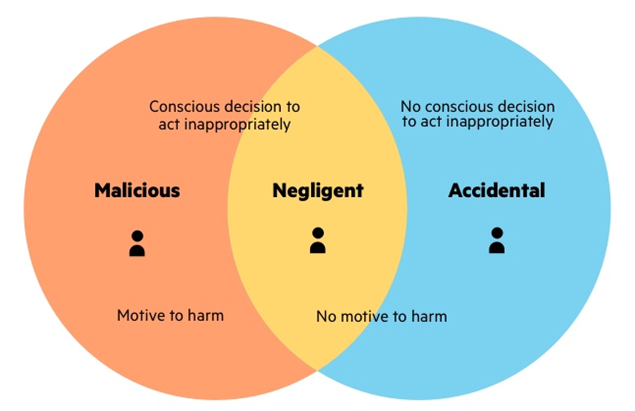 Conscious decision to
act inappropriately
No conscious decision
to act inappropriately
Malicious
Negligent
Accidental
Motive to harm
No motive to harm